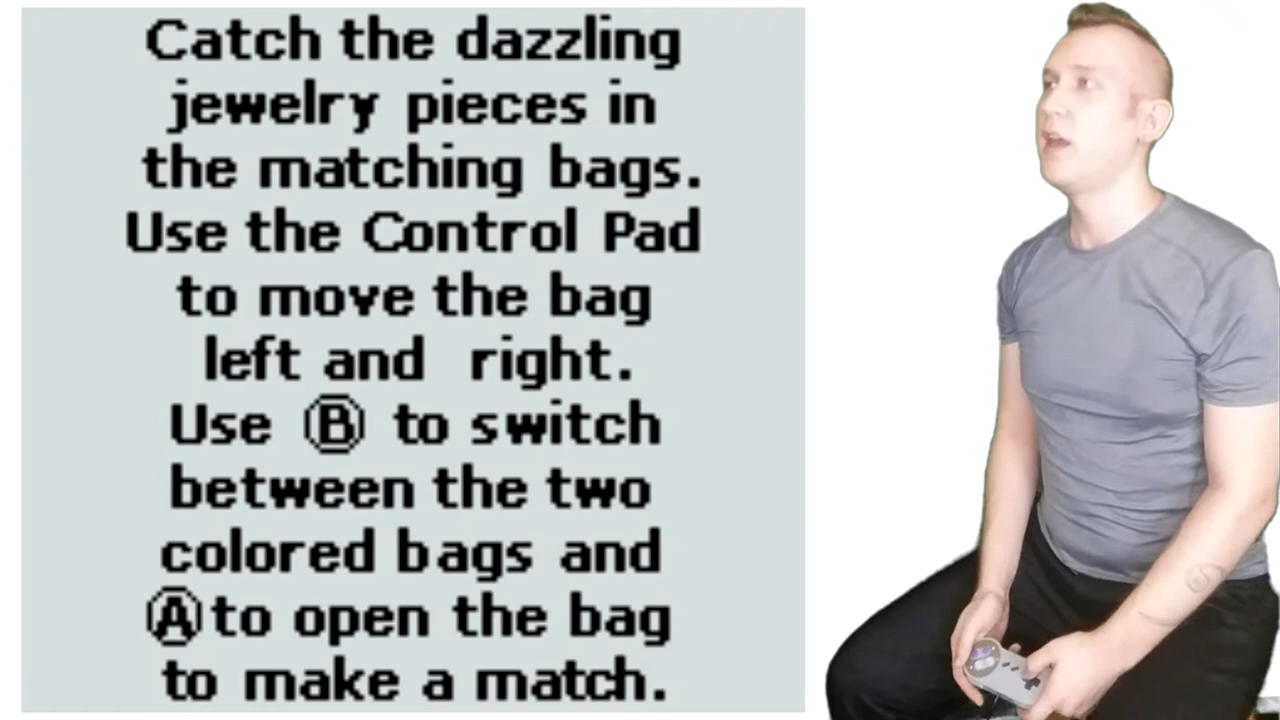 Catch the dazzling
jewelry pieces in
the matching bags.
Use the Control Pad
to move the bag
left and right.
Use Ⓑ to switch
between the two
colored bags and
Ⓐ to open the bag
to make a match.